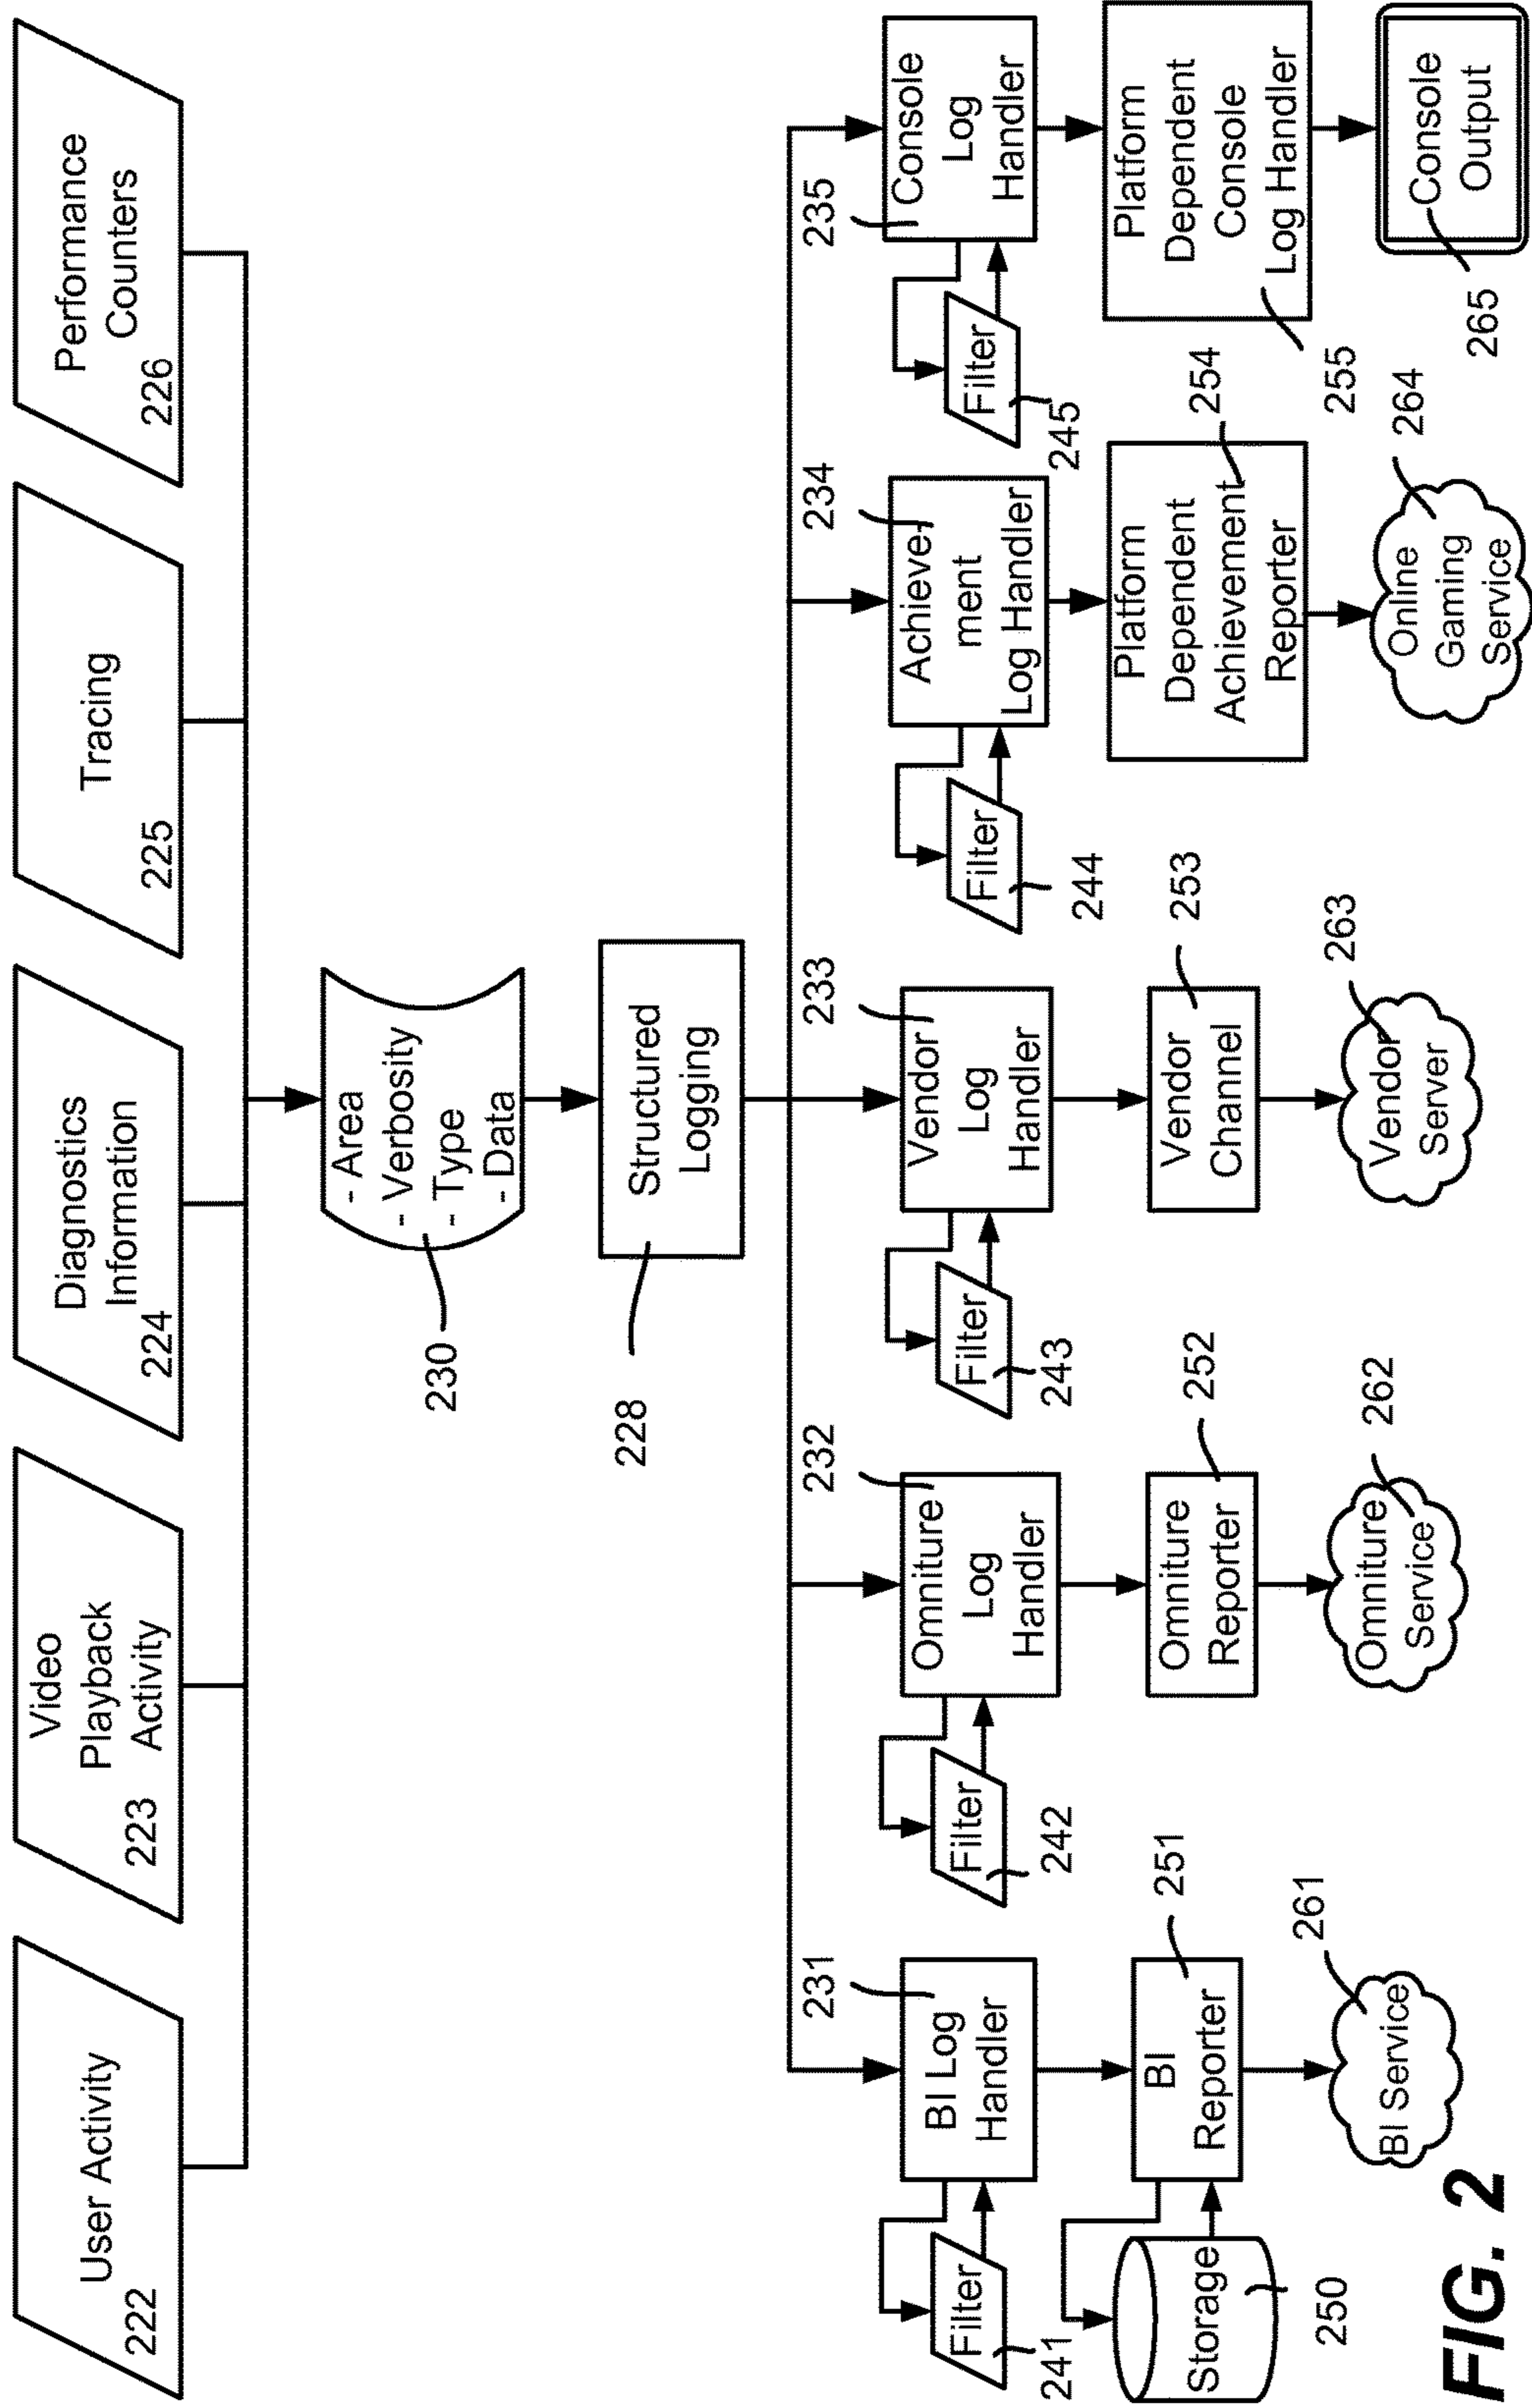 User Activity
222
Video
Playback
Activity
223
Diagnostics
Information
224
Tracing
225
Performance
Counters
226
- Area
- Verbosity
- Type
- Data
230
Structured
Logging
228
231
BI Log
Handler
232
Omniture
Log
Handler
233
Vendor
Log
Handler
234
Achieve-
ment
Log Handler
235
Console
Log
Handler
Filter
241
Filter
242
Filter
243
Filter
244
Filter
245
Storage
250
BI
Reporter
251
Omniture
Reporter
252
Vendor
Channel
253
Platform
Dependent
Achievement
Reporter
254
Platform
Dependent
Console
Log Handler
255
BI Service
261
Omniture
Service
262
Vendor
Server
263
Online
Gaming
Service
264
Console
Output
265
FIG. 2